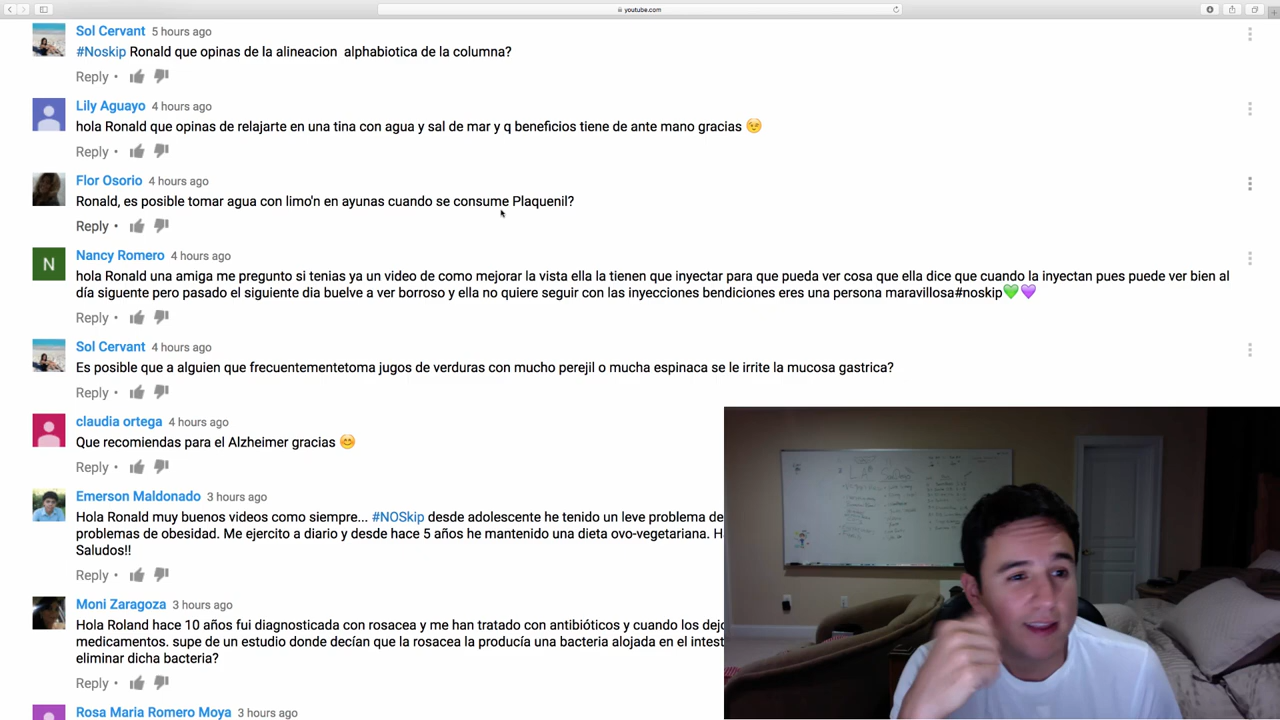 youtube.com
Sol Cervant 5 hours ago
#Noskip Ronald que opinas de la alineacion alphabiotica de la columna?
Reply •
Lily Aguayo 4 hours ago
hola Ronald que opinas de relajarte en una tina con agua y sal de mar y q beneficios tiene de ante mano gracias 😉
Reply •
Flor Osorio 4 hours ago
Ronald, es posible tomar agua con limo'n en ayunas cuando se consume Plaquenil?
Reply •
N
Nancy Romero 4 hours ago
hola Ronald una amiga me pregunto si tenias ya un video de como mejorar la vista ella la tienen que inyectar para que pueda ver cosa que ella dice que cuando la inyectan pues puede ver bien al
día siguente pero pasado el siguiente dia buelve a ver borroso y ella no quiere seguir con las inyecciones bendiciones eres una persona maravillosa#noskip💚💜
Reply •
Sol Cervant 4 hours ago
Es posible que a alguien que frecuentementetoma jugos de verduras con mucho perejil o mucha espinaca se le irrite la mucosa gastrica?
Reply •
claudia ortega 4 hours ago
Que recomiendas para el Alzheimer gracias 😊
Reply •
Emerson Maldonado 3 hours ago
Hola Ronald muy buenos videos como siempre... #NOSkip desde adolescente he tenido un leve problema de
problemas de obesidad. Me ejercito a diario y desde hace 5 años he mantenido una dieta ovo-vegetariana.
Saludos!!
Reply •
Moni Zaragoza 3 hours ago
Hola Roland hace 10 años fui diagnosticada con rosacea y me han tratado con antibióticos y cuando los
medicamentos. supe de un estudio donde decían que la rosacea la producía una bacteria alojada en el
eliminar dicha bacteria?
Reply •
Rosa Maria Romero Moya 3 hours ago